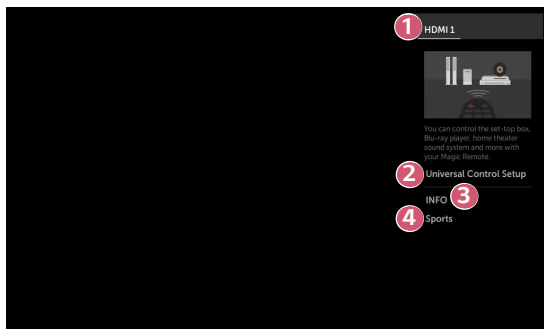 1
HDMI 1
You can control the set-top box,
Blu-ray player, home theater
sound system and more with
your Magic Remote.
2
Universal Control Setup
INFO
3
4
Sports